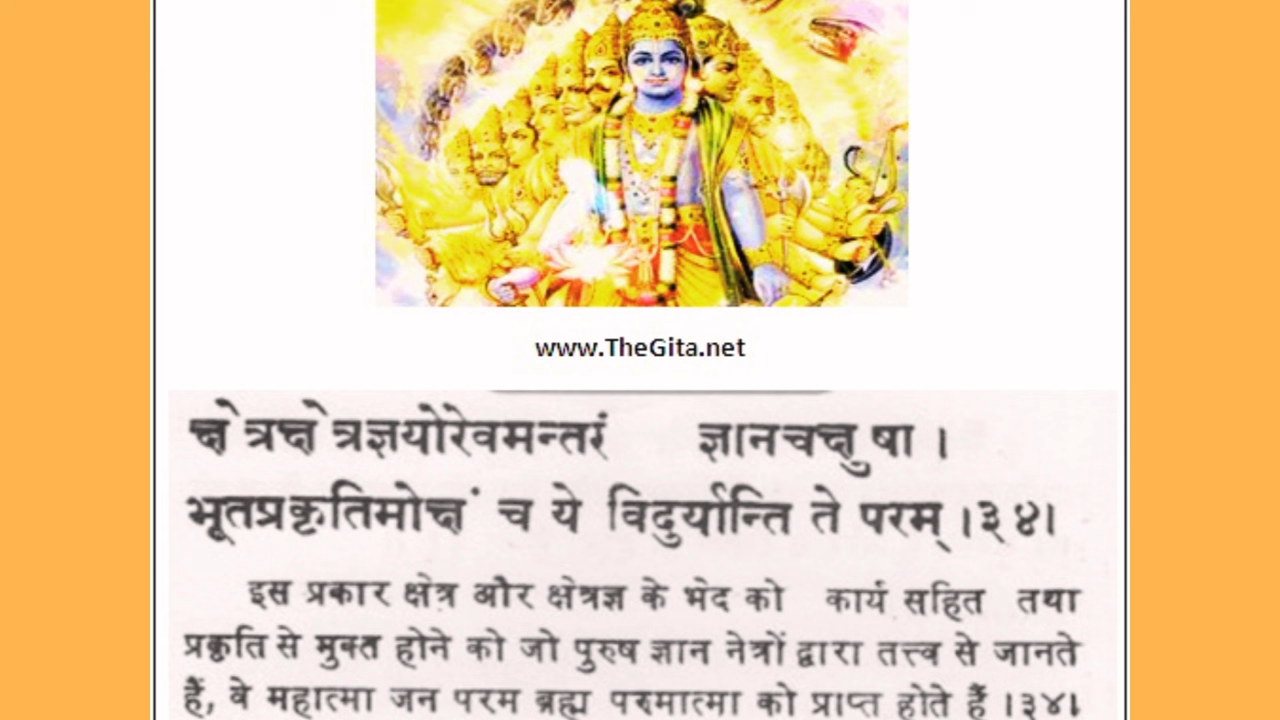 www.TheGita.net
क्षेत्रक्षेत्रज्ञयोरेवमन्तरं ज्ञानचक्षुषा ।
भूतप्रकृतिमोक्षं च ये विदुर्यान्ति ते परम् ।३४।
इस प्रकार क्षेत्र और क्षेत्रज्ञ के भेद को कार्य सहित तथा
प्रकृति से मुक्त होने को जो पुरुष ज्ञान नेत्रों द्वारा तत्त्व से जानते
हैं, वे महात्मा जन परम ब्रह्म परमात्मा को प्राप्त होते हैं ।३४।